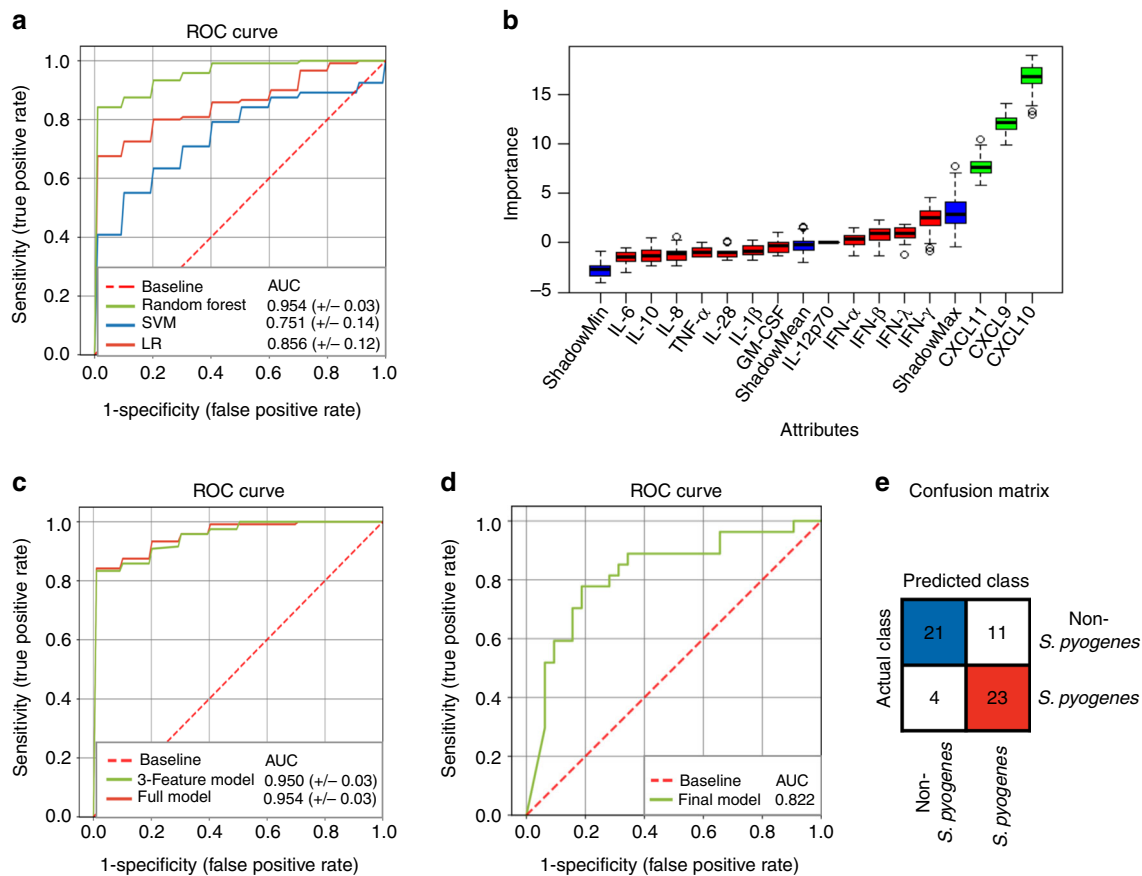 a
ROC curve
1.0
0.8
0.6
0.4
0.2
0.0
Sensitivity (true positive rate)
Baseline AUC
Random forest 0.954 (+/− 0.03)
SVM 0.751 (+/− 0.14)
LR 0.856 (+/− 0.12)
0.0 0.2 0.4 0.6 0.8 1.0
1-specificity (false positive rate)
b
Importance
15
10
5
0
−5
ShadowMin
IL-6
IL-10
IL-8
TNF-α
IL-28
IL-1β
GM-CSF
ShadowMean
IL-12p70
IFN-α
IFN-β
IFN-λ
IFN-γ
ShadowMax
CXCL11
CXCL9
CXCL10
Attributes
c
ROC curve
1.0
0.8
0.6
0.4
0.2
0.0
Sensitivity (true positive rate)
Baseline AUC
3-Feature model 0.950 (+/− 0.03)
Full model 0.954 (+/− 0.03)
0.0 0.2 0.4 0.6 0.8 1.0
1-specificity (false positive rate)
d
ROC curve
1.0
0.8
0.6
0.4
0.2
0.0
Sensitivity (true positive rate)
Baseline AUC
Final model 0.822
0.0 0.2 0.4 0.6 0.8 1.0
1-specificity (false positive rate)
e
Confusion matrix
Predicted class
Actual class
21 11
Non-
S. pyogenes
4 23
S. pyogenes
Non-
S. pyogenes
S. pyogenes